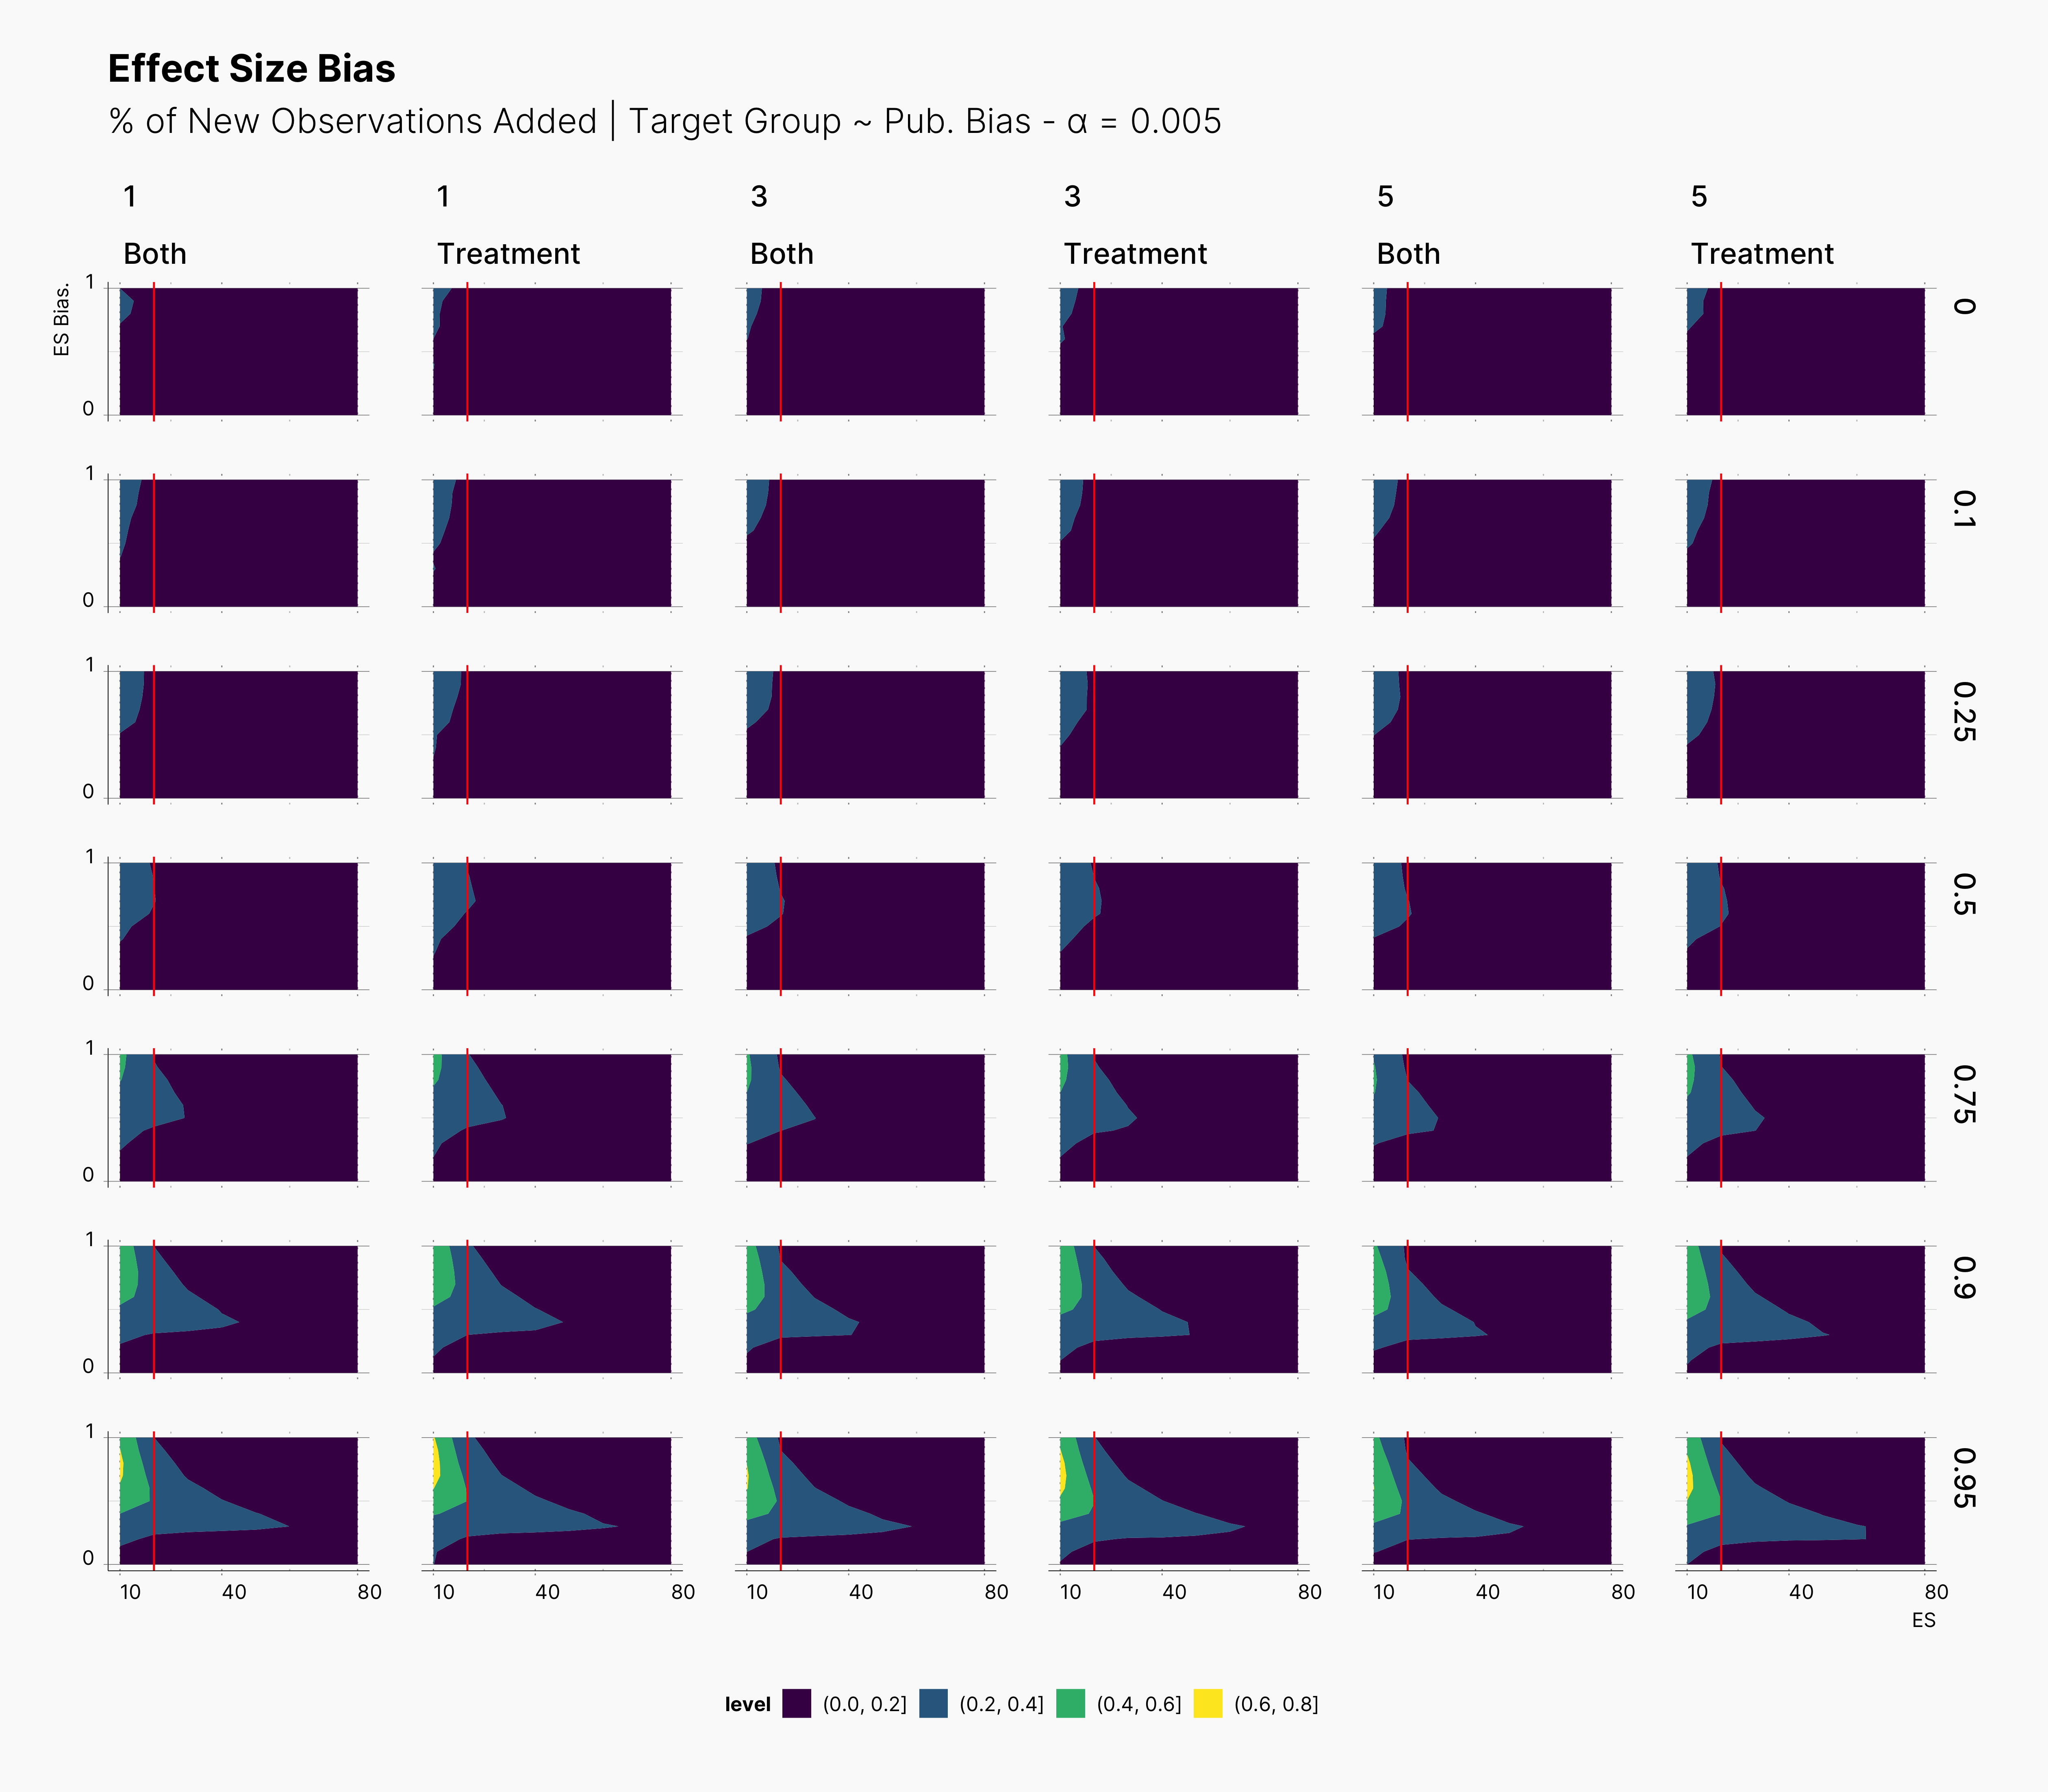 Effect Size Bias
% of New Observations Added | Target Group ~ Pub. Bias - α = 0.005
1 1 3 3 5 5
Both Treatment Both Treatment Both Treatment
ES Bias.
1
0
0
1
0
0.1
1
0
0.25
1
0
0.5
1
0
0.75
1
0
0.9
1
0
0.95
10 40 80 10 40 80 10 40 80 10 40 80 10 40 80 10 40 80
ES
level (0.0, 0.2] (0.2, 0.4] (0.4, 0.6] (0.6, 0.8]